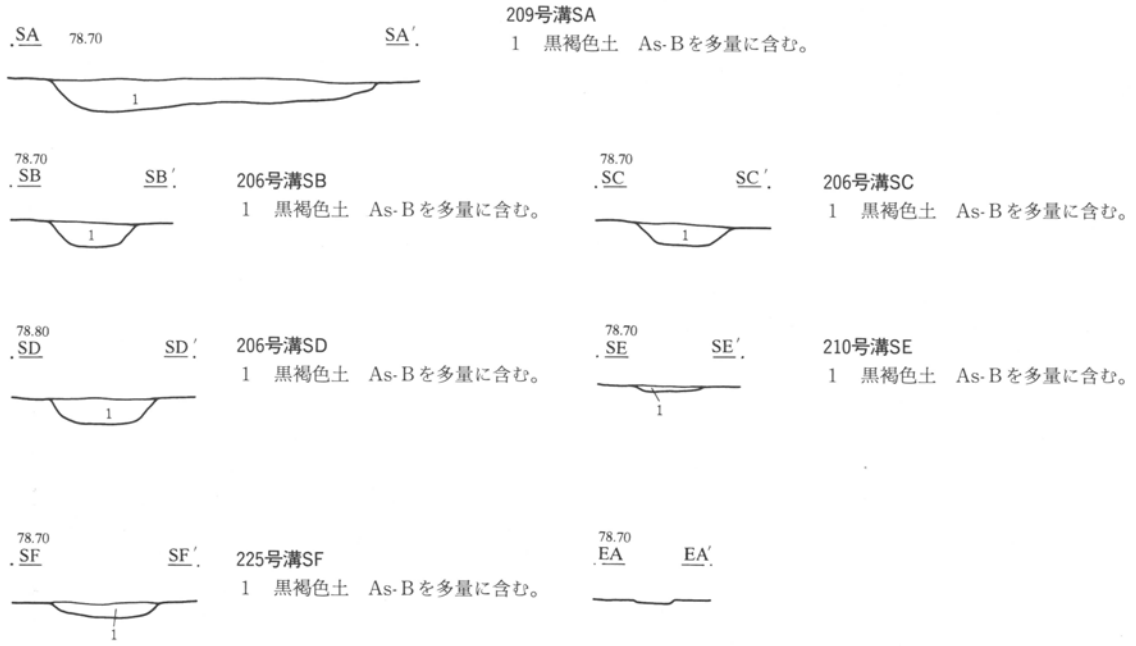 209号溝SA
SA 78.70 SA′
1 黒褐色土 As-Bを多量に含む。
1
78.70
SB SB′
206号溝SB
1 黒褐色土 As-Bを多量に含む。
1
78.70
SC SC′
206号溝SC
1 黒褐色土 As-Bを多量に含む。
1
78.80
SD SD′
206号溝SD
1 黒褐色土 As-Bを多量に含む。
1
78.70
SE SE′
210号溝SE
1 黒褐色土 As-Bを多量に含む。
1
78.70
SF SF′
225号溝SF
1 黒褐色土 As-Bを多量に含む。
1
78.70
EA EA′